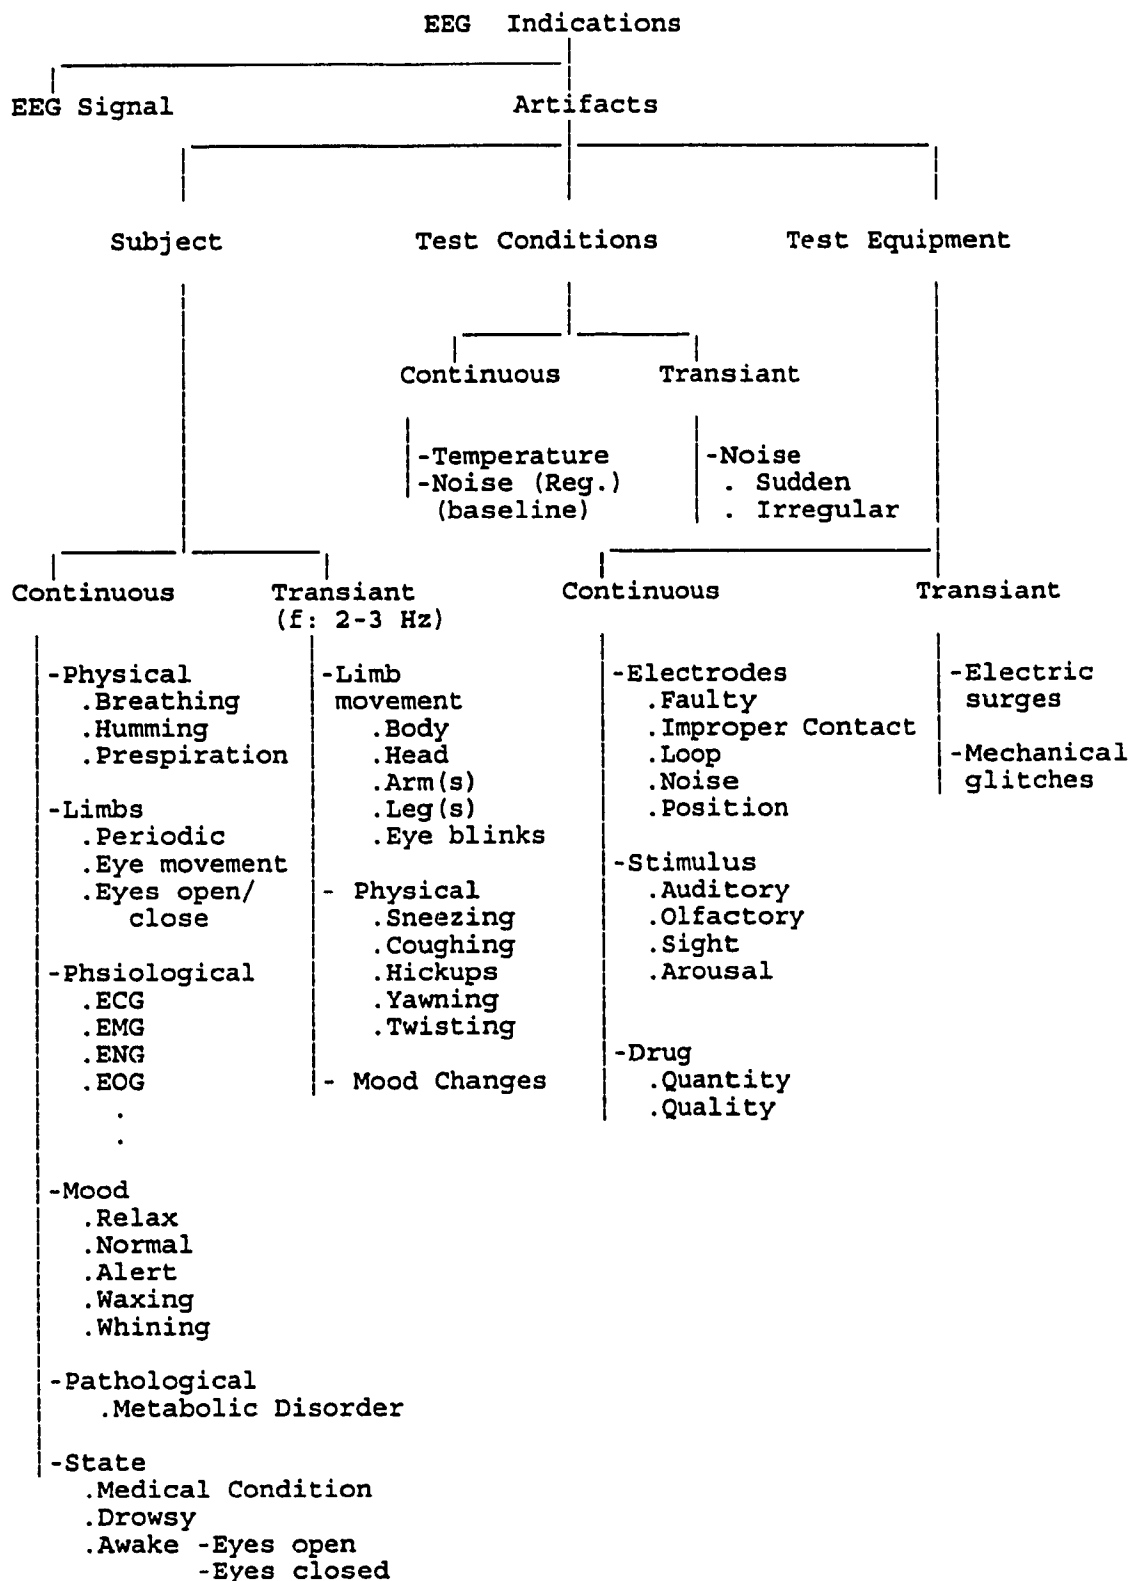 EEG Indications
EEG Signal
Artifacts
Subject
Test Conditions
Test Equipment
Continuous
Transiant
-Temperature
-Noise (Reg.)
(baseline)
-Noise
. Sudden
. Irregular
Continuous
Transiant
(f: 2-3 Hz)
Continuous
Transiant
-Physical
.Breathing
.Humming
.Prespiration
-Limbs
.Periodic
.Eye movement
.Eyes open/
close
-Phsiological
.ECG
.EMG
.ENG
.EOG
.
.
-Mood
.Relax
.Normal
.Alert
.Waxing
.Whining
-Pathological
.Metabolic Disorder
-State
.Medical Condition
.Drowsy
.Awake -Eyes open
-Eyes closed
-Limb
movement
.Body
.Head
.Arm(s)
.Leg(s)
.Eye blinks
- Physical
.Sneezing
.Coughing
.Hickups
.Yawning
.Twisting
- Mood Changes
-Electrodes
.Faulty
.Improper Contact
.Loop
.Noise
.Position
-Stimulus
.Auditory
.Olfactory
.Sight
.Arousal
-Drug
.Quantity
.Quality
-Electric
surges
-Mechanical
glitches